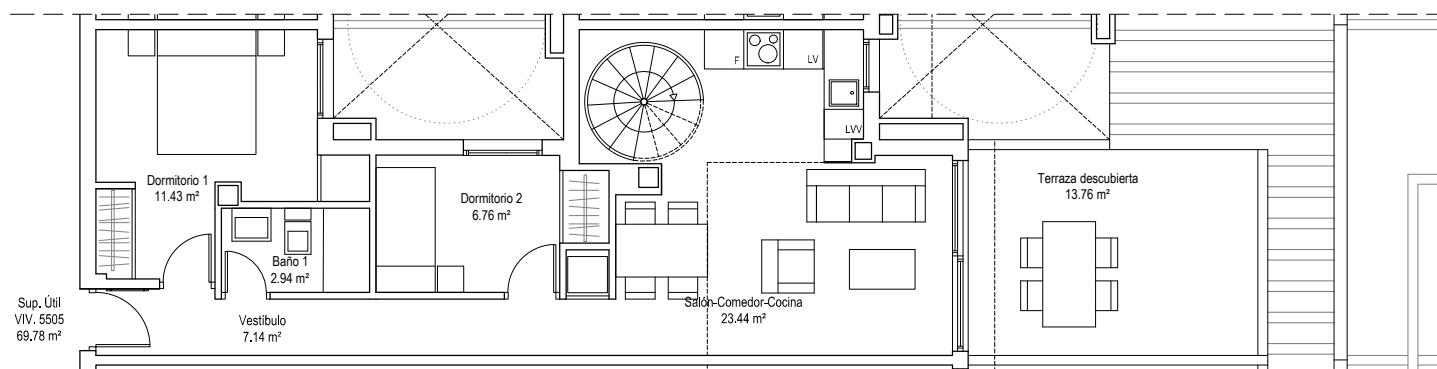 F
LV
LVV
Dormitorio 1
11.43 m²
Dormitorio 2
6.76 m²
Terraza descubierta
13.76 m²
Baño 1
2.94 m²
Sup. Útil
VIV. 5505
69.78 m²
Vestíbulo
7.14 m²
Salón-Comedor-Cocina
23.44 m²